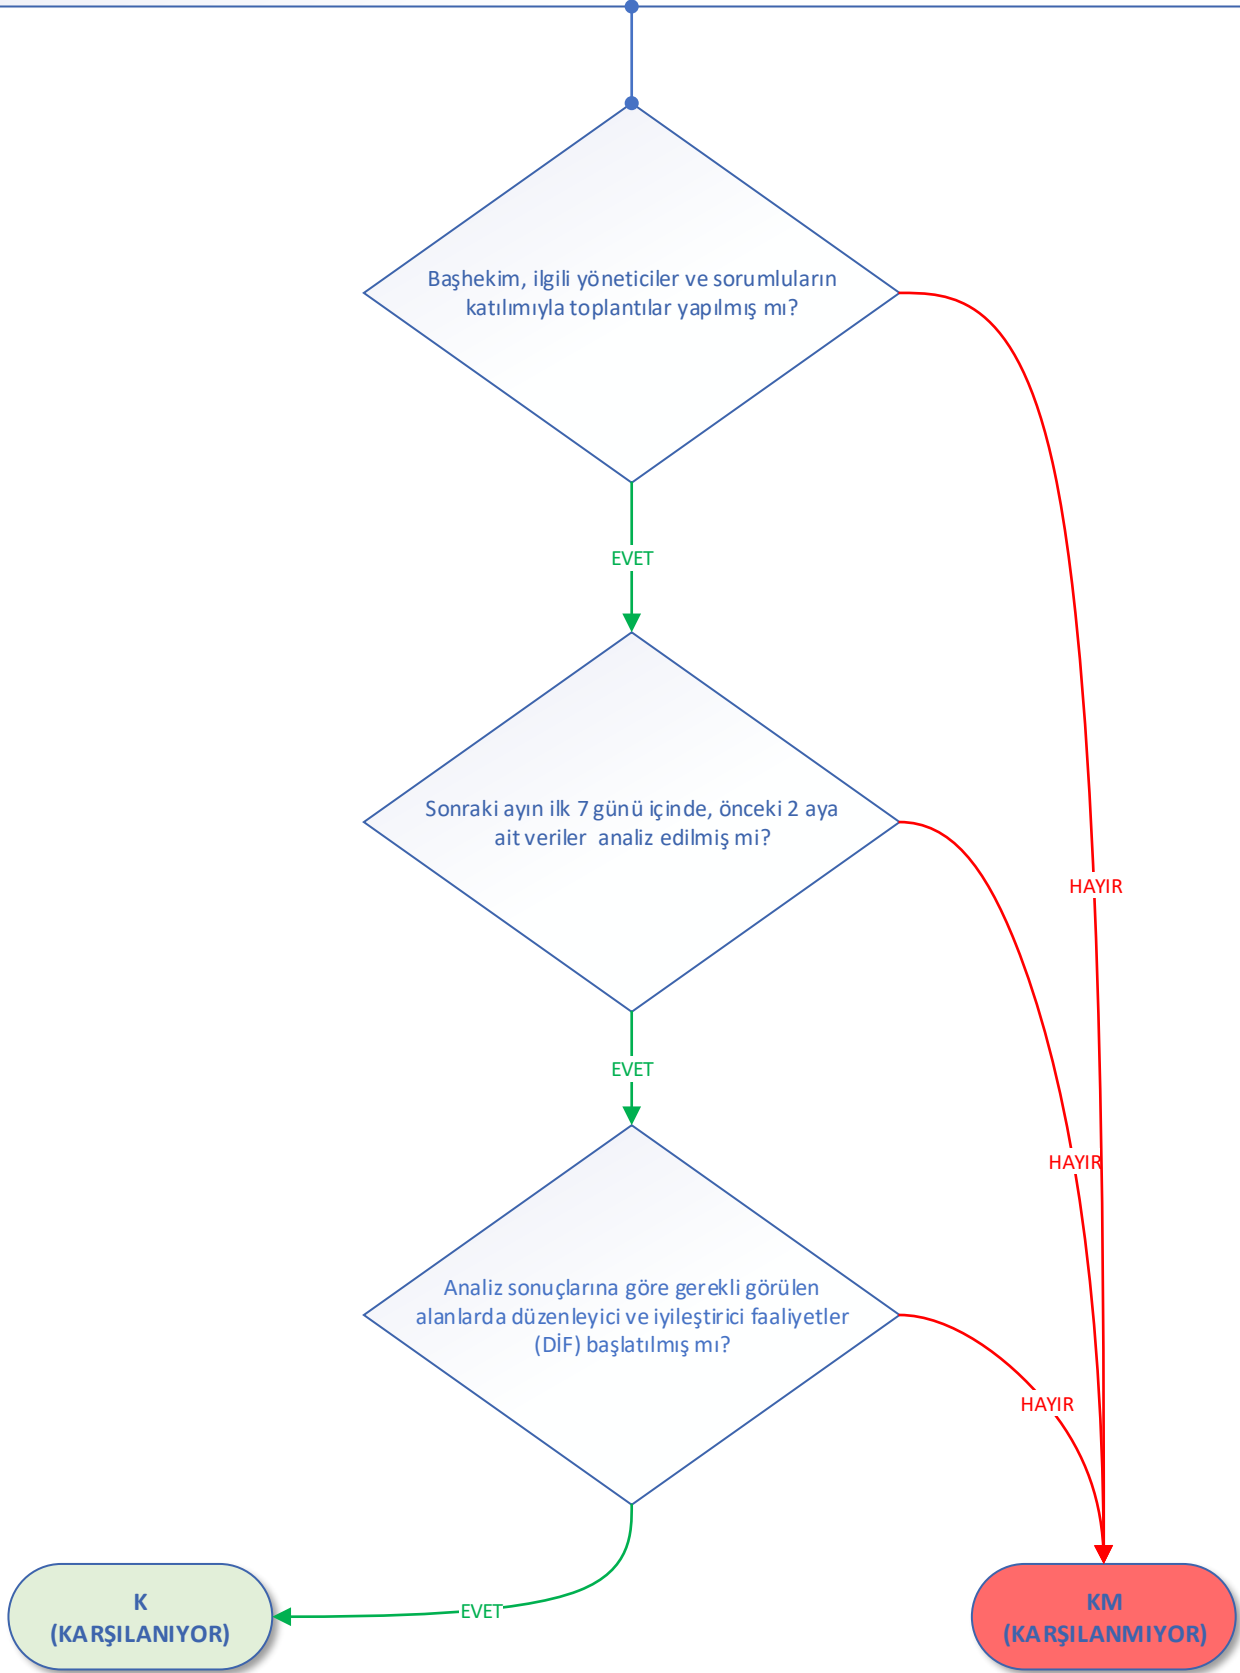 Başhekim, ilgili yöneticiler ve sorumluların
katılımıyla toplantılar yapılmış mı?
EVET
Sonraki ayın ilk 7 günü içinde, önceki 2 aya
ait veriler analiz edilmiş mi?
HAYIR
EVET
HAYIR
Analiz sonuçlarına göre gerekli görülen
alanlarda düzenleyici ve iyileştirici faaliyetler
(DİF) başlatılmış mı?
HAYIR
EVET
K
(KARŞILANIYOR)
KM
(KARŞILANMIYOR)